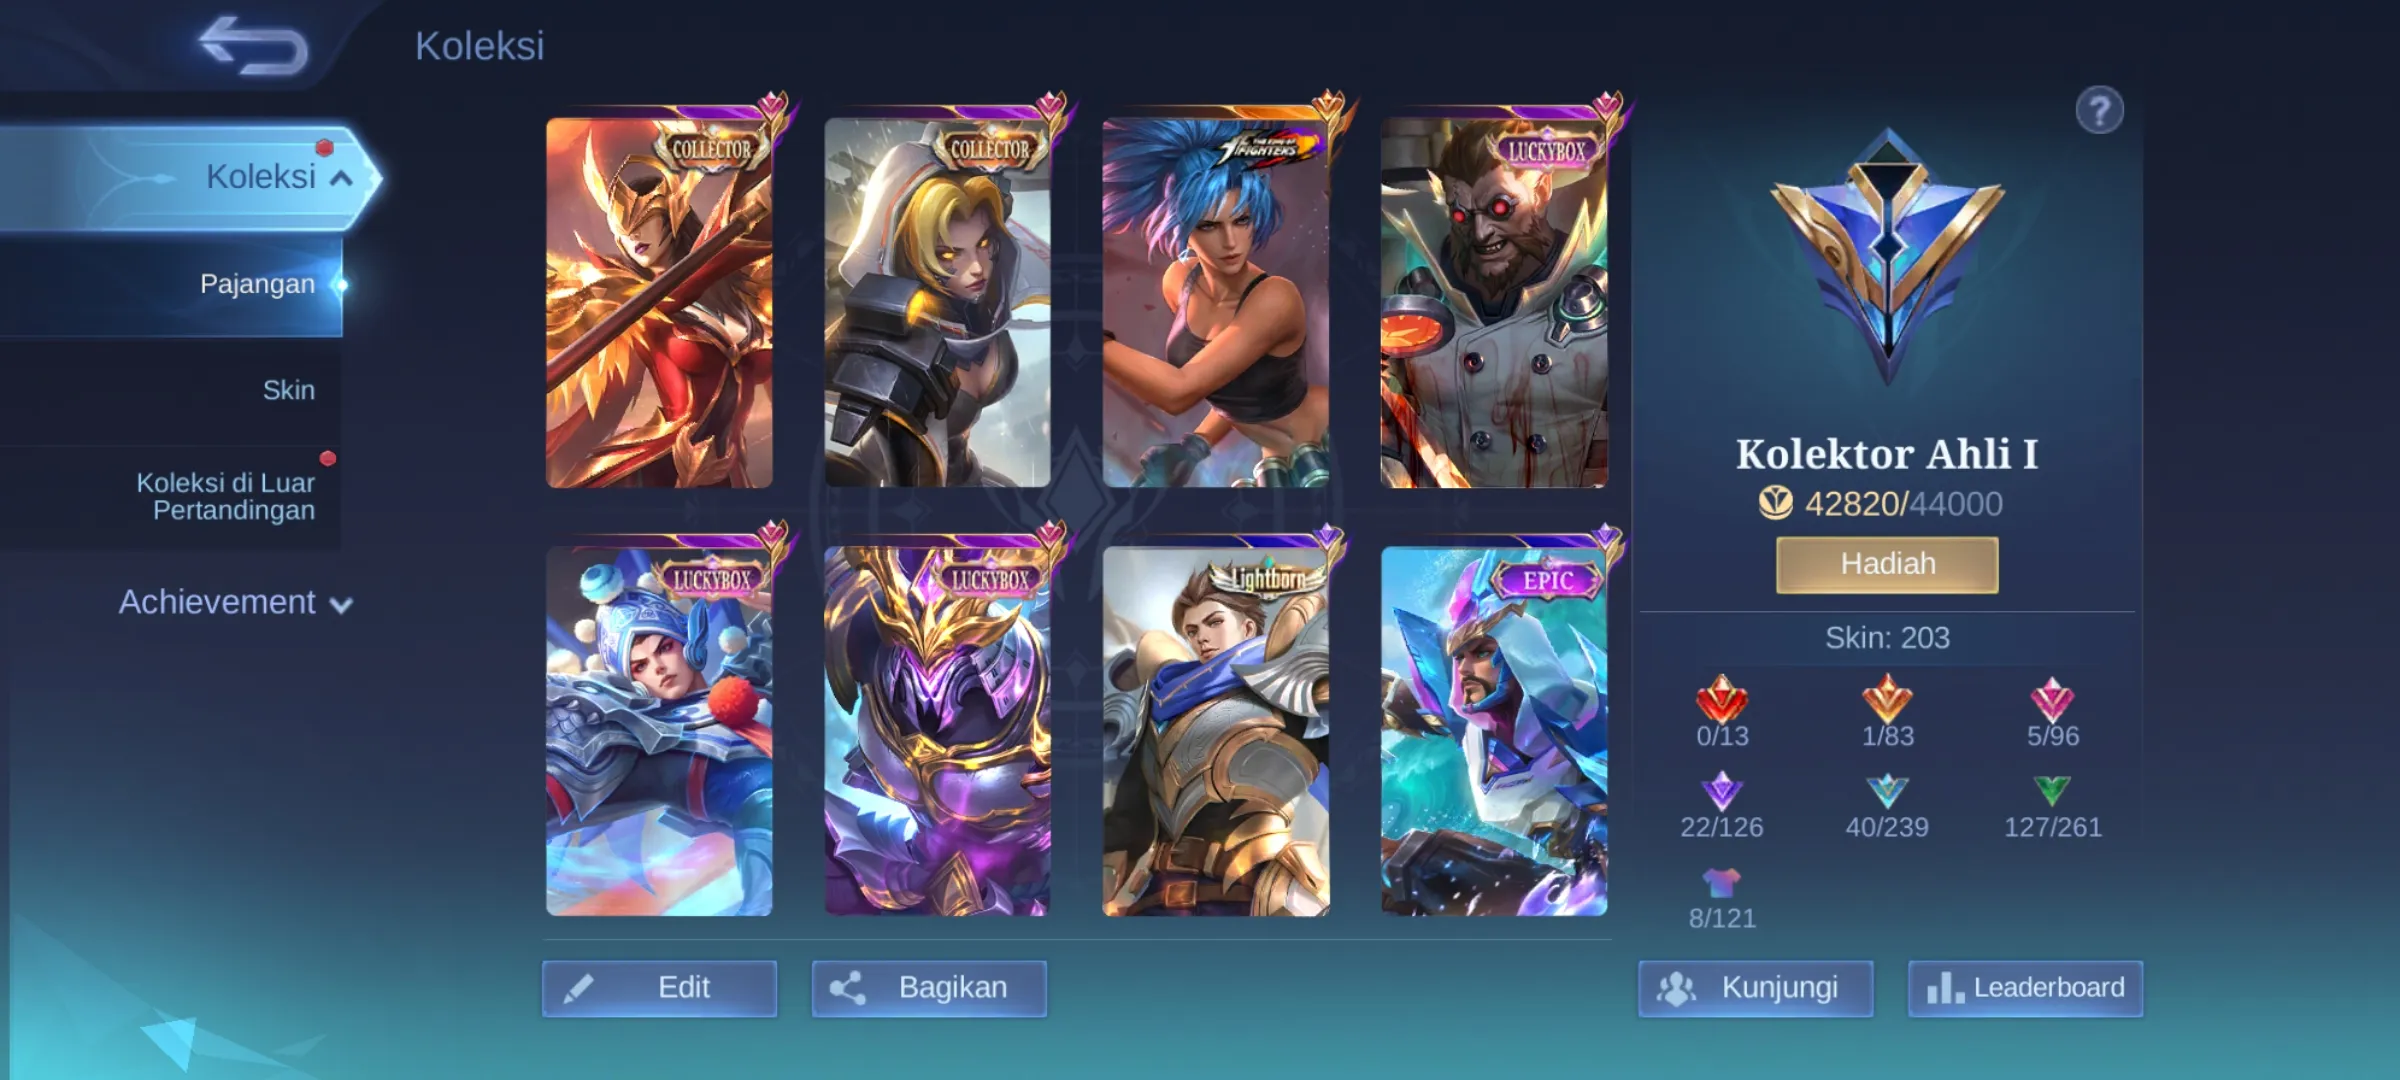 Koleksi
Koleksi
Pajangan
Skin
Koleksi di Luar
Pertandingan
Achievement
COLLECTOR
COLLECTOR
THE KING OF
FIGHTERS
LUCKYBOX
LUCKYBOX
LUCKYBOX
Lightborn
EPIC
Edit
Bagikan
?
Kolektor Ahli I
42820/44000
Hadiah
Skin: 203
0/13
1/83
5/96
22/126
40/239
127/261
8/121
Kunjungi
Leaderboard